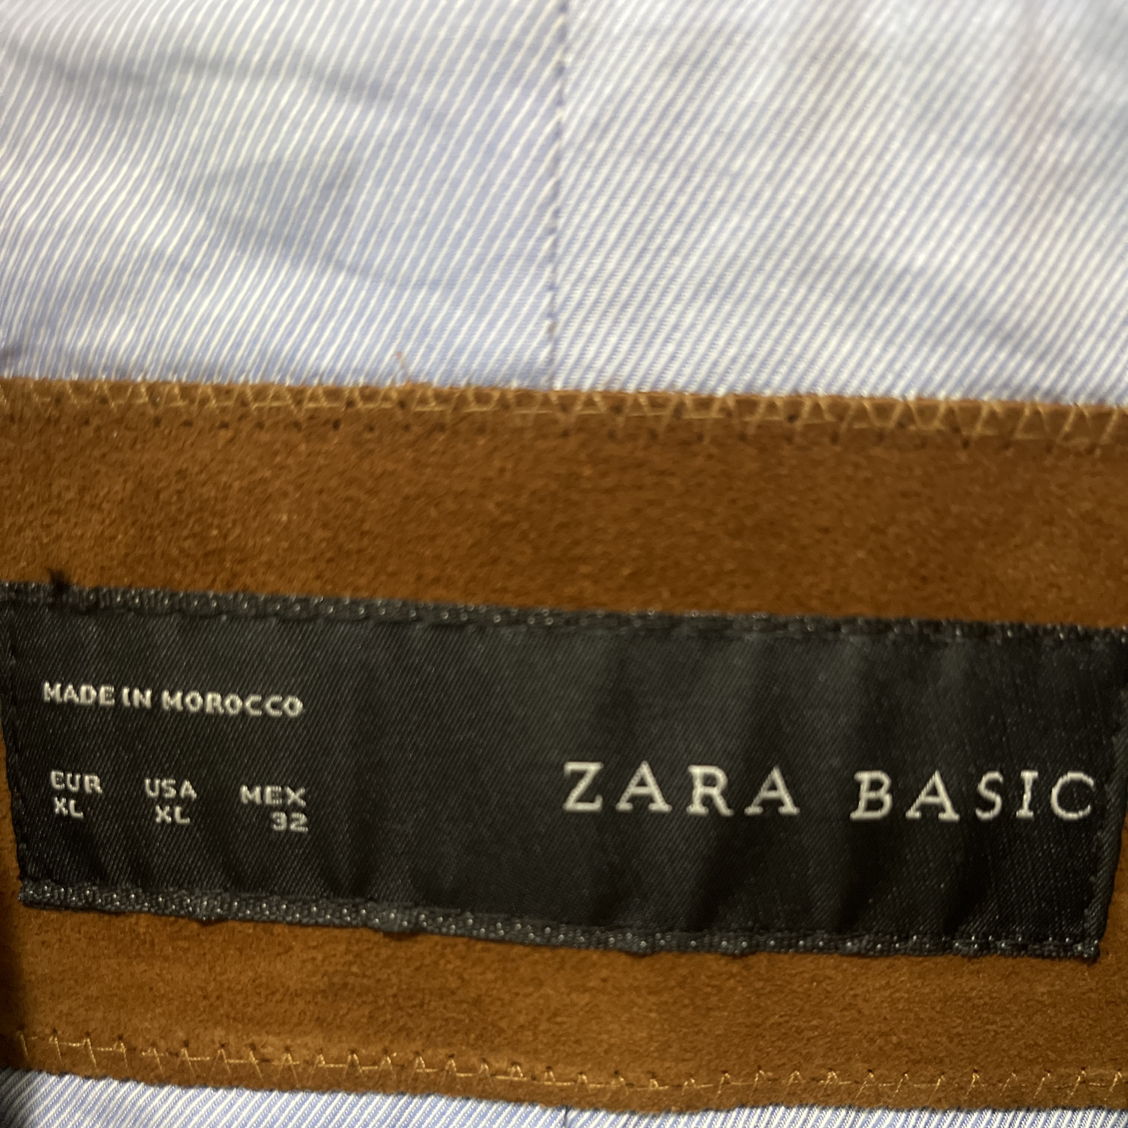 MADE IN MOROCCO
EUR USA MEX
XL XL 32
ZARA BASIC